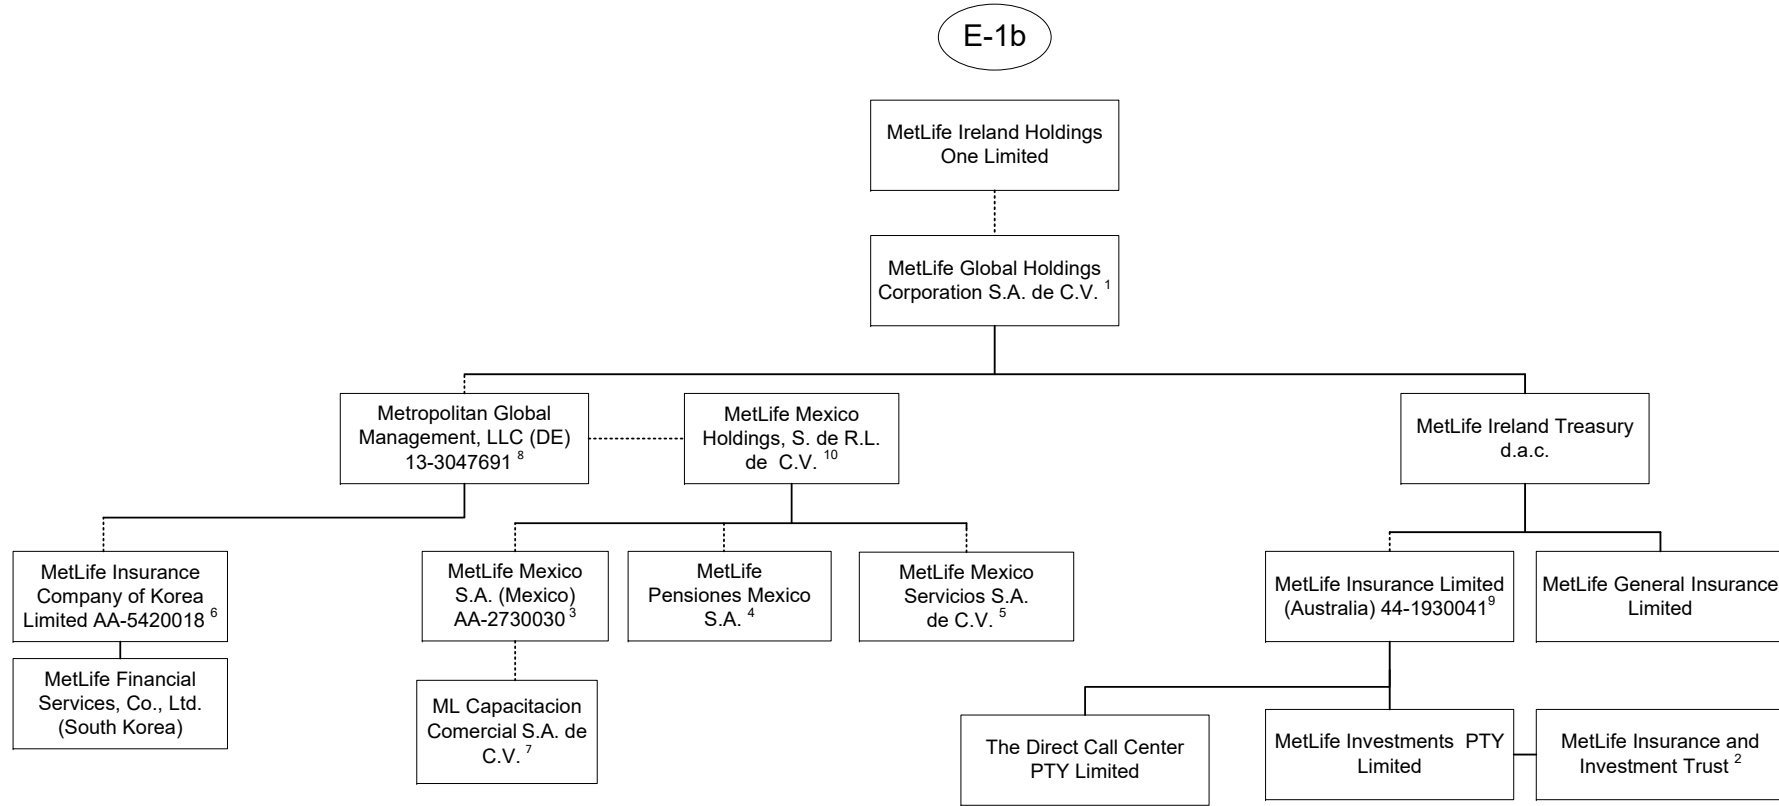 E-1b
MetLife Ireland Holdings
One Limited
MetLife Global Holdings
Corporation S.A. de C.V. 1
Metropolitan Global
Management, LLC (DE)
13-3047691 8
MetLife Mexico
Holdings, S. de R.L.
de C.V. 10
MetLife Ireland Treasury
d.a.c.
MetLife Insurance
Company of Korea
Limited AA-5420018 6
MetLife Mexico
S.A. (Mexico)
AA-2730030 3
MetLife
Pensiones Mexico
S.A. 4
MetLife Mexico
Servicios S.A.
de C.V. 5
MetLife Insurance Limited
(Australia) 44-1930041 9
MetLife General Insurance
Limited
MetLife Financial
Services, Co., Ltd.
(South Korea)
ML Capacitacion
Comercial S.A. de
C.V. 7
The Direct Call Center
PTY Limited
MetLife Investments PTY
Limited
MetLife Insurance and
Investment Trust 2